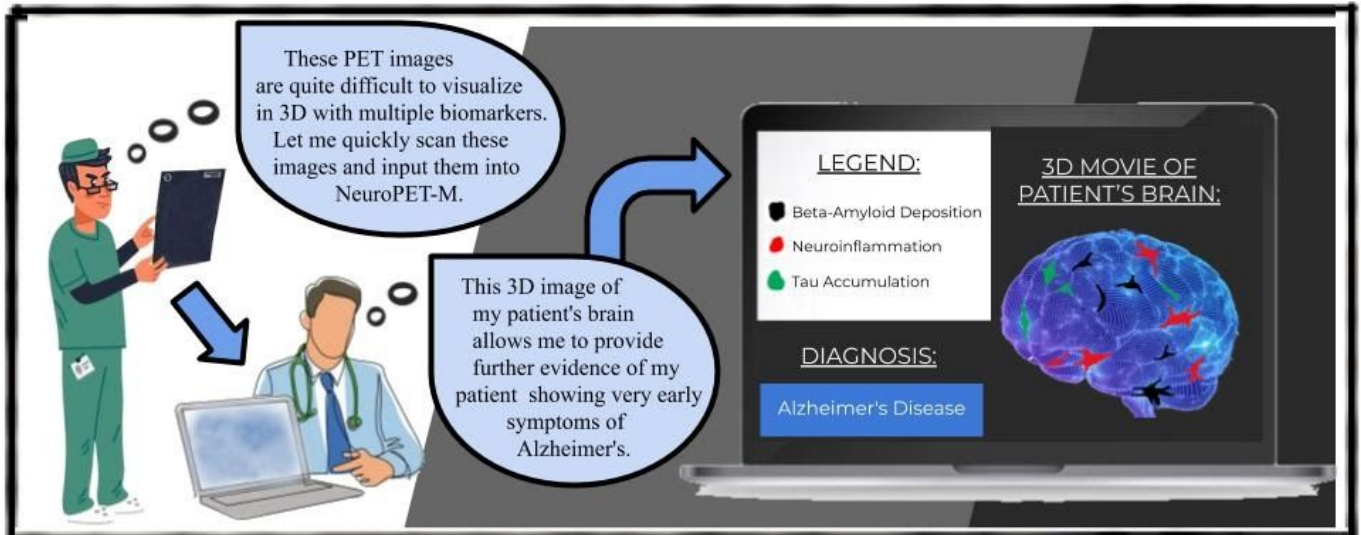 These PET images
are quite difficult to visualize
in 3D with multiple biomarkers.
Let me quickly scan these
images and input them into
NeuroPET-M.
This 3D image of
my patient's brain
allows me to provide
further evidence of my
patient showing very early
symptoms of
Alzheimer's.
LEGEND:
Beta-Amyloid Deposition
Neuroinflammation
Tau Accumulation
DIAGNOSIS:
Alzheimer's Disease
3D MOVIE OF
PATIENT'S BRAIN: